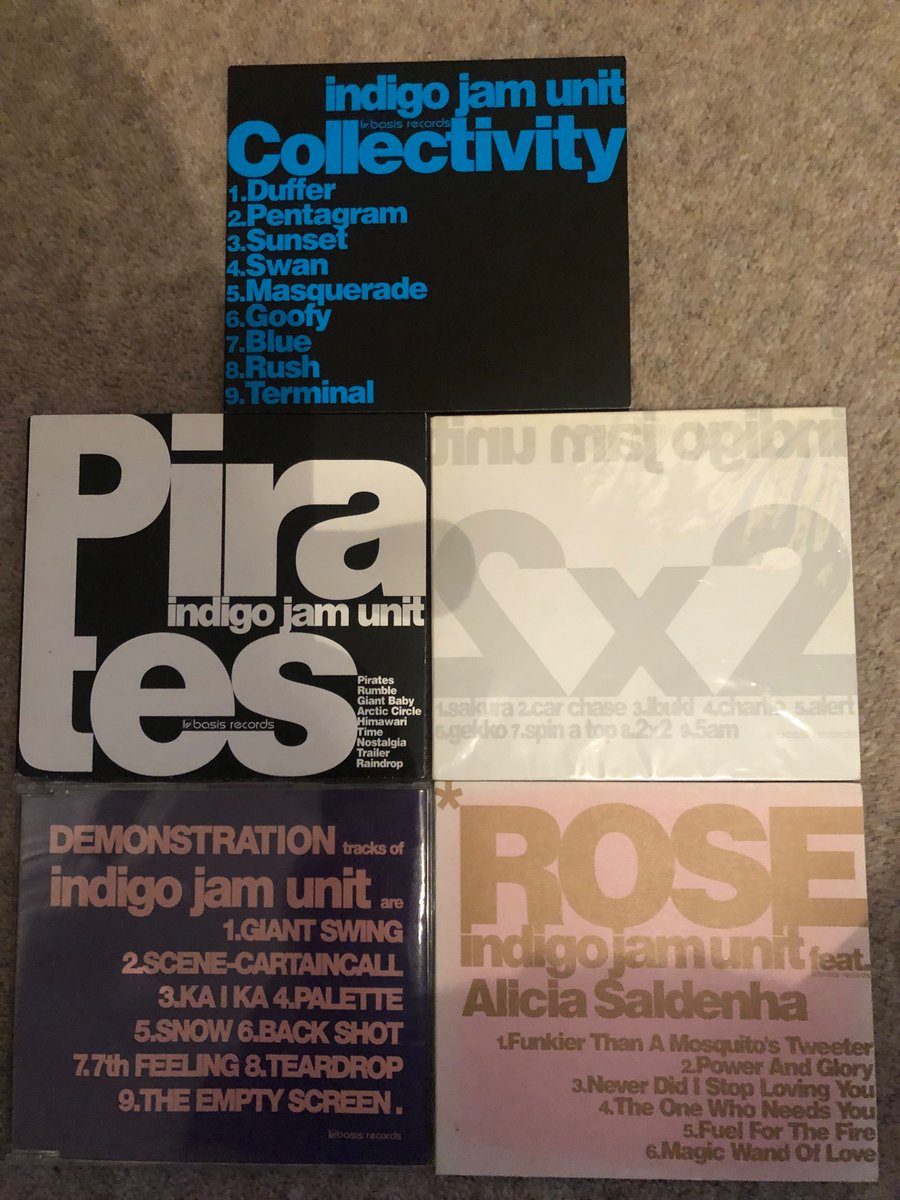 indigo jam unit
basis records
Collectivity
1.Duffer
2.Pentagram
3.Sunset
4.Swan
5.Masquerade
6.Goofy
7.Blue
8.Rush
9.Terminal
Pira
indigo jam unit
tes
basis records
Pirates
Rumble
Giant Baby
Arctic Circle
Himawari
Time
Nostalgia
Trailer
Raindrop
indigo jam unit
2x2
1.sakura 2.car chase 3.ibuki 4.charlie 5.alert
6.gekko 7.spin a top 8.2x2 9.5am
DEMONSTRATION tracks of
indigo jam unit are
1.GIANT SWING
2.SCENE-CARTAINCALL
3.KA I KA 4.PALETTE
5.SNOW 6.BACK SHOT
7.7th FEELING 8.TEARDROP
9.THE EMPTY SCREEN .
basis records
*ROSE
indigo jam unit feat.
Alicia Saldenha
1.Funkier Than A Mosquito's Tweeter
2.Power And Glory
3.Never Did I Stop Loving You
4.The One Who Needs You
5.Fuel For The Fire
6.Magic Wand Of Love